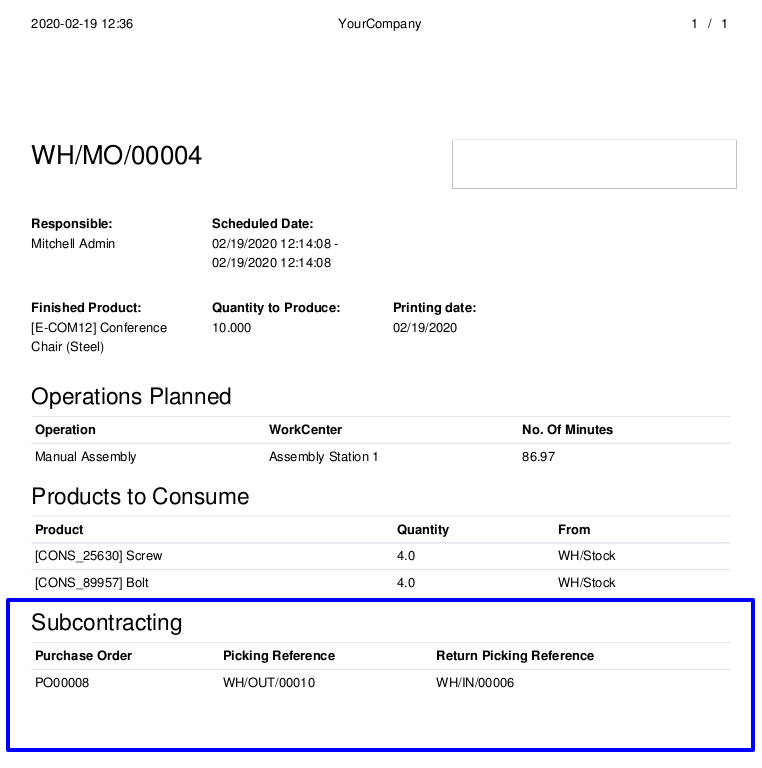 2020-02-19 12:36 YourCompany 1 / 1
WH/MO/00004
Responsible: Scheduled Date:
Mitchell Admin 02/19/2020 12:14:08 -
02/19/2020 12:14:08
Finished Product: Quantity to Produce: Printing date:
[E-COM12] Conference 10.000 02/19/2020
Chair (Steel)
Operations Planned
Operation WorkCenter No. Of Minutes
Manual Assembly Assembly Station 1 86.97
Products to Consume
Product Quantity From
[CONS_25630] Screw 4.0 WH/Stock
[CONS_89957] Bolt 4.0 WH/Stock
Subcontracting
Purchase Order Picking Reference Return Picking Reference
PO00008 WH/OUT/00010 WH/IN/00006